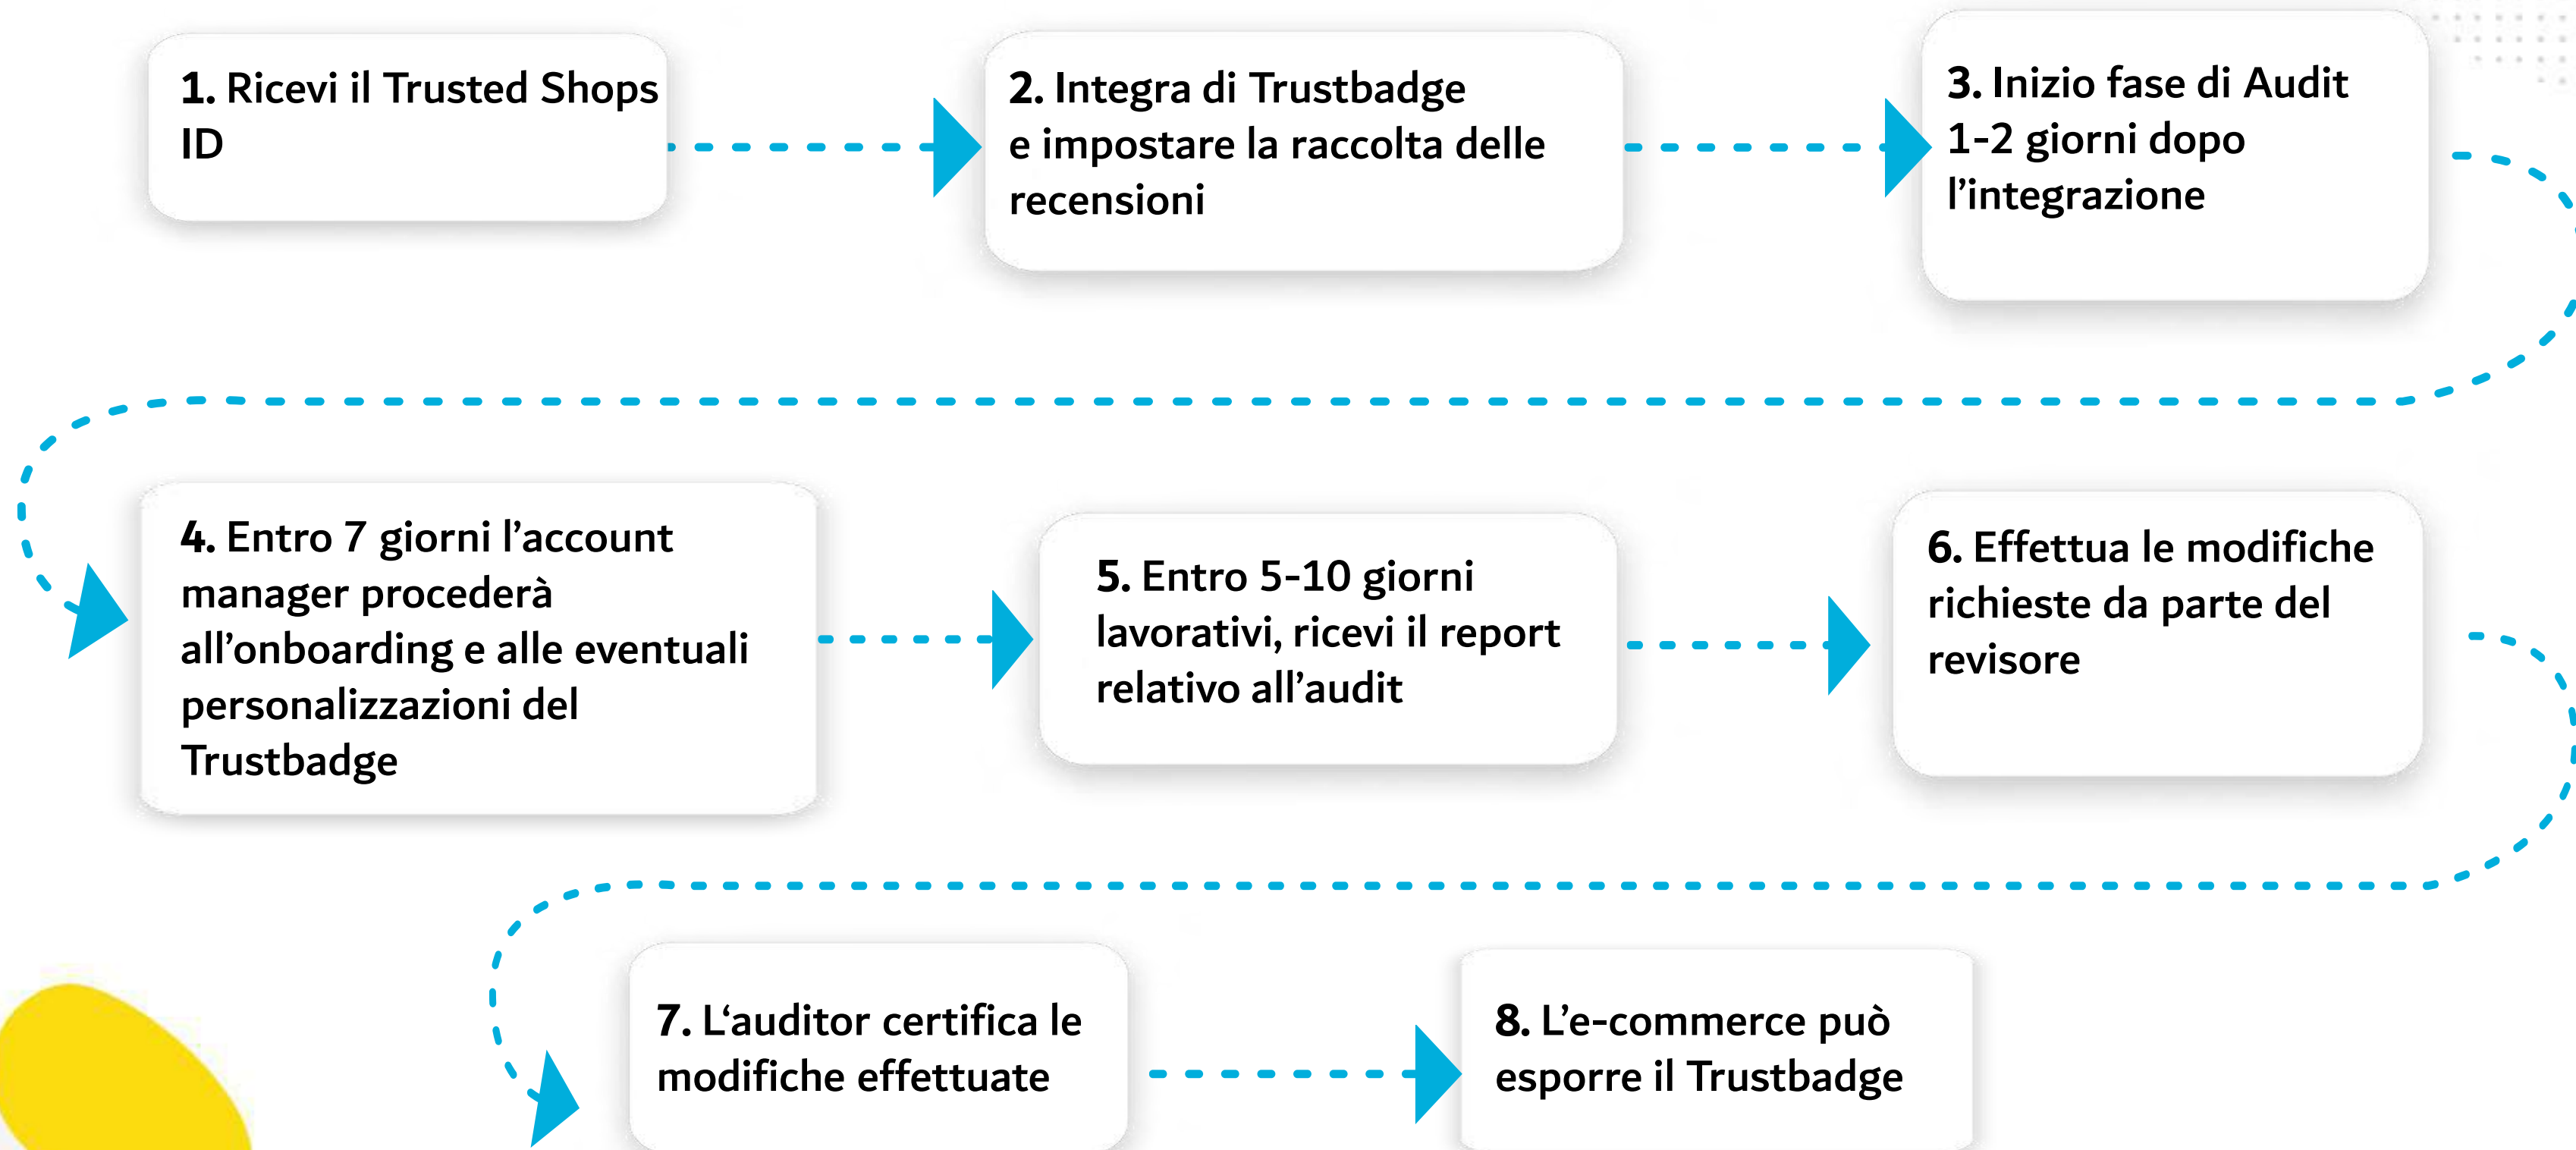 1. Ricevi il Trusted Shops
ID
2. Integra di Trustbadge
e impostare la raccolta delle
recensioni
3. Inizio fase di Audit
1-2 giorni dopo
l’integrazione
4. Entro 7 giorni l’account
manager procederà
all’onboarding e alle eventuali
personalizzazioni del
Trustbadge
5. Entro 5-10 giorni
lavorativi, ricevi il report
relativo all’audit
6. Effettua le modifiche
richieste da parte del
revisore
7. L‘auditor certifica le
modifiche effettuate
8. L’e-commerce può
esporre il Trustbadge